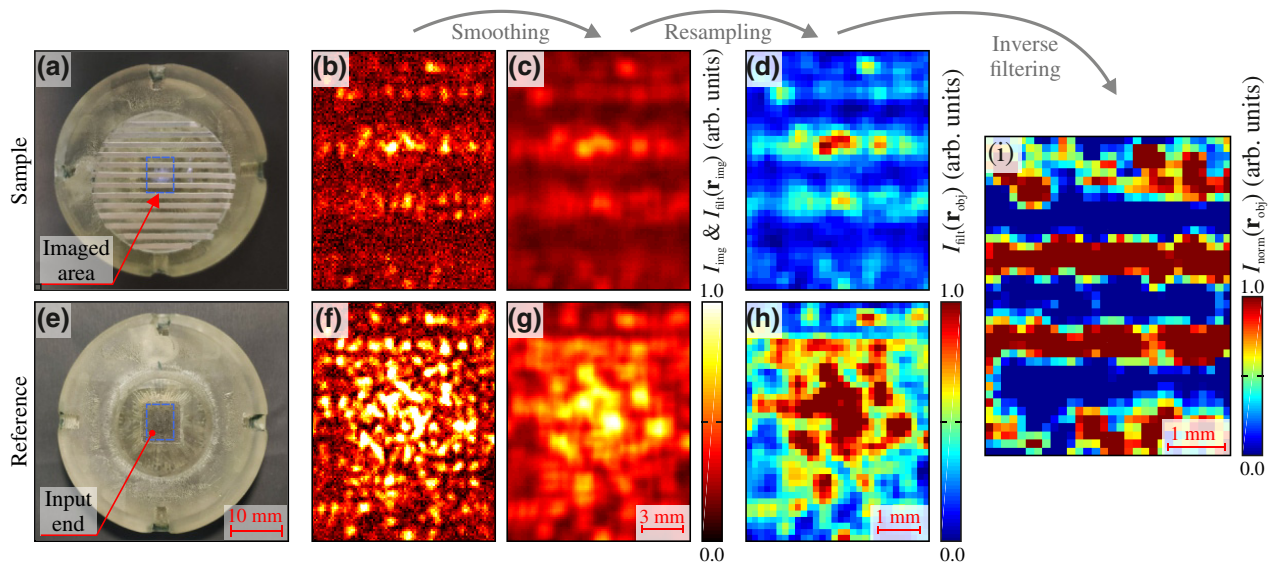 Smoothing
Resampling
Inverse
filtering
Sample
(a)
Imaged
area
(b)
(c)
I_img & I_filt(r_img) (arb. units)
(d)
I_filt(r_obj) (arb. units)
(i)
1 mm
I_norm(r_obj) (arb. units)
1.0
0.0
Reference
(e)
Input
end
10 mm
(f)
(g)
3 mm
1.0
0.0
(h)
1 mm
1.0
0.0